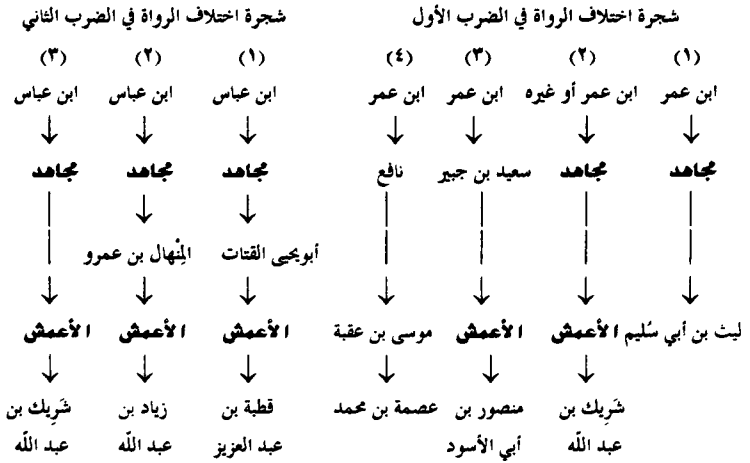 شجرة اختلاف الرواة في الضرب الأول شجرة اختلاف الرواة في الضرب الثاني
(١) (٢) (٣) (٤) (١) (٢) (٣)
ابن عمر ابن عمر أو غيره ابن عمر ابن عمر ابن عباس ابن عباس ابن عباس
مجاهد مجاهد سعيد بن جبير نافع مجاهد مجاهد مجاهد
أبويحيى القتات المِنْهال بن عمرو
ليث بن أبي سُليم الأعمش الأعمش موسى بن عقبة الأعمش الأعمش الأعمش
شَرِيك بن منصور بن عصمة بن محمد قطبة بن زياد بن شَرِيك بن
عبد اللّه أبي الأسود عبد العزيز عبد اللّه عبد اللّه